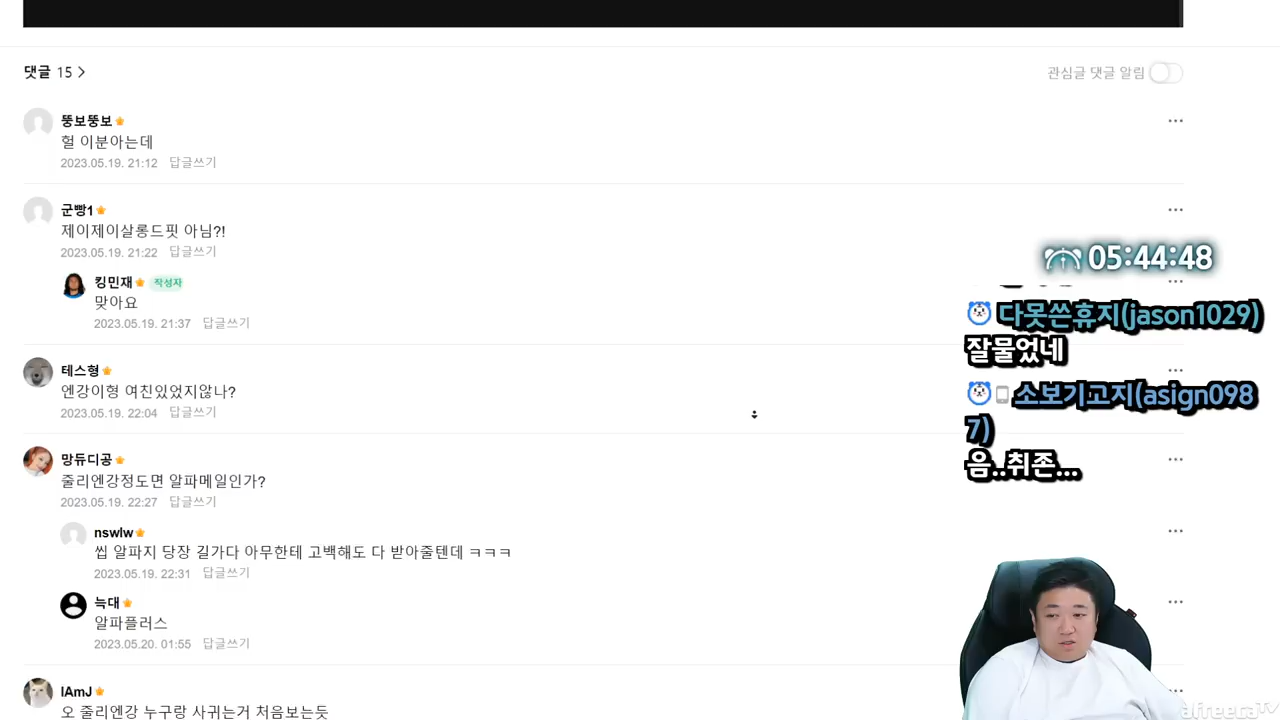 댓글 15 >
관심글 댓글 알림
뚱보뚱보
헐 이분아는데
2023.05.19. 21:12 답글쓰기
군빵1
제이제이살롱드핏 아님?!
2023.05.19. 21:22 답글쓰기
05:44:48
킹민재 작성자
맞아요
2023.05.19. 21:37 답글쓰기
다못쓴휴지(jason1029)
잘물었네
테스형
엔강이형 여친있었지않나?
2023.05.19. 22:04 답글쓰기
소보기고지(asign098
7)
음..취존...
망듀디공
줄리엔강정도면 알파메일인가?
2023.05.19. 22:27 답글쓰기
nswlw
씹 알파지 당장 길가다 아무한테 고백해도 다 받아줄텐데 ㅋㅋㅋ
2023.05.19. 22:31 답글쓰기
늑대
알파플러스
2023.05.20. 01:55 답글쓰기
IAmJ
오 줄리엔강 누구랑 사귀는거 처음보는듯
afreecaTV